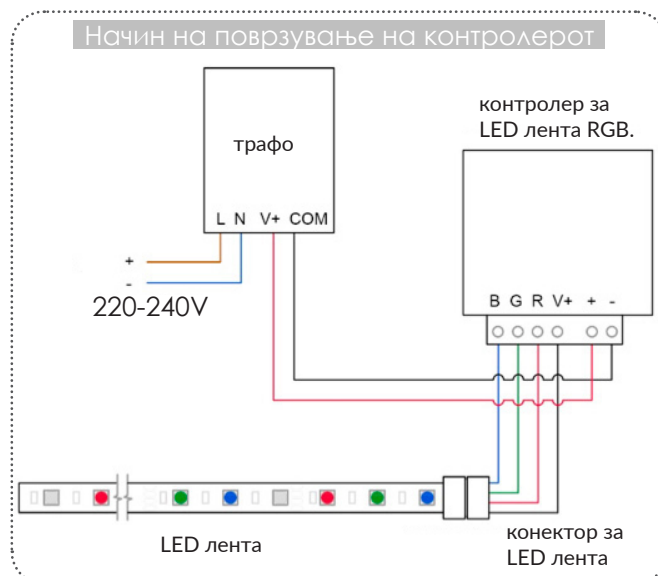 Начин на поврзување на контролерот
трафо
L N V+ COM
+
-
220-240V
контролер за
LED лента RGB.
B G R V+ + -
LED лента
конектор за
LED лента